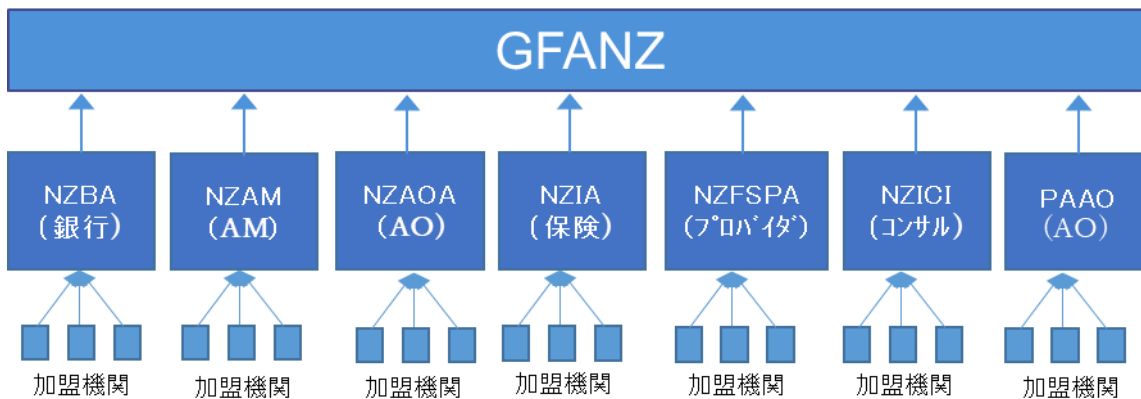 GFANZ
NZBA
(銀行)
NZAM
(AM)
NZAOA
(AO)
NZIA
(保険)
NZFSPA
(ﾌﾟﾛﾊﾞｲﾀﾞ)
NZICI
(ｺﾝｻﾙ)
PAAO
(AO)
加盟機関
加盟機関
加盟機関
加盟機関
加盟機関
加盟機関
加盟機関